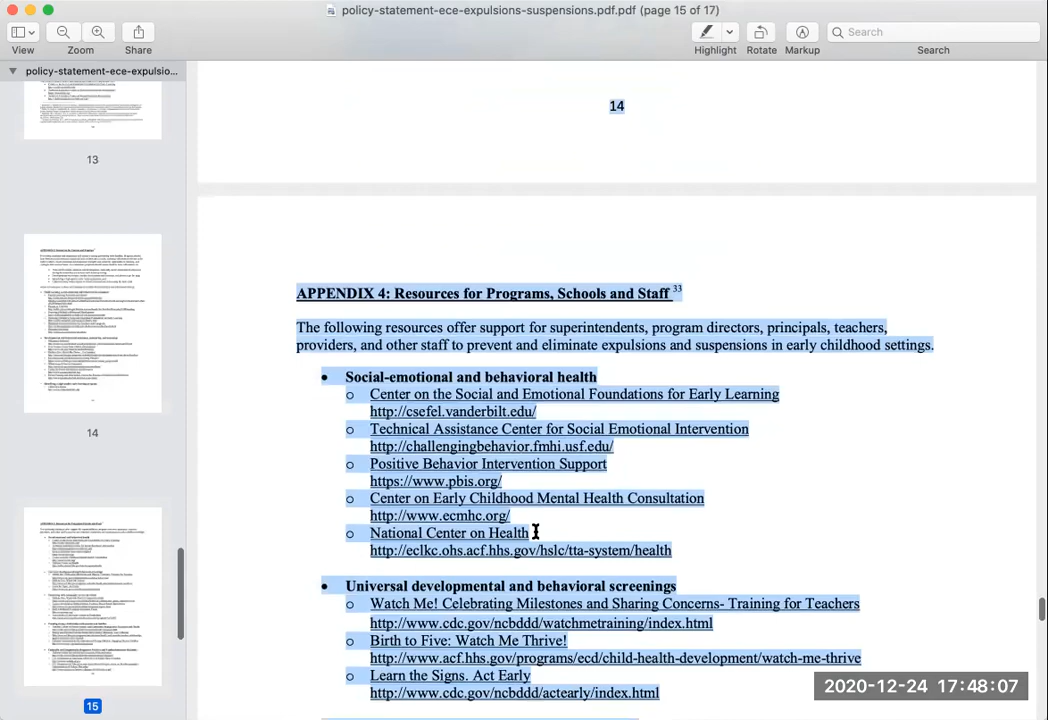 policy-statement-ece-expulsions-suspensions.pdf.pdf (page 15 of 17)
View
Zoom
Share
Highlight
Rotate
Markup
Search
Search
policy-statement-ece-expulsio...
13
14
15
14
APPENDIX 4: Resources for Programs, Schools and Staff 33
The following resources offer support for superintendents, program directors, principals, teachers,
providers, and other staff to prevent and eliminate expulsions and suspensions in early childhood settings.
• Social-emotional and behavioral health
o Center on the Social and Emotional Foundations for Early Learning
http://csefel.vanderbilt.edu/
o Technical Assistance Center for Social Emotional Intervention
http://challengingbehavior.fmhi.usf.edu/
o Positive Behavior Intervention Support
https://www.pbis.org/
o Center on Early Childhood Mental Health Consultation
http://www.ecmhc.org/
o National Center on Health
http://eclkc.ohs.acf.hhs.gov/hslc/tta-system/health
• Universal developmental and behavioral screenings
o Watch Me! Celebrating Milestones and Sharing Concerns- Training for Teachers
http://www.cdc.gov/ncbddd/watchmetraining/index.html
o Birth to Five: Watch Me Thrive!
http://www.acf.hhs.gov/programs/ecd/child-health-development/watch-me-thrive
o Learn the Signs. Act Early
http://www.cdc.gov/ncbddd/actearly/index.html
2020-12-24 17:48:07